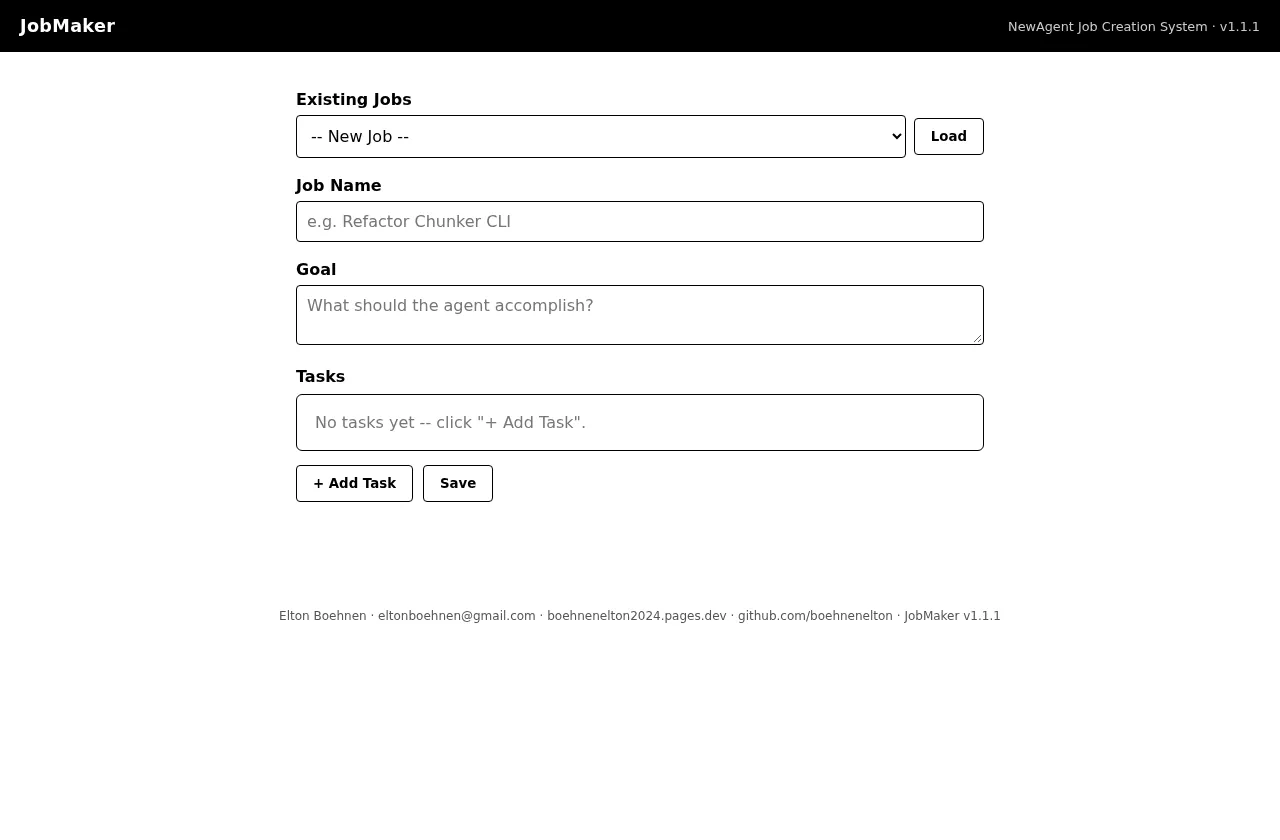 JobMaker
NewAgent Job Creation System · v1.1.1
Existing Jobs
-- New Job --
Load
Job Name
e.g. Refactor Chunker CLI
Goal
What should the agent accomplish?
Tasks
No tasks yet -- click "+ Add Task".
+ Add Task
Save
Elton Boehnen · eltonboehnen@gmail.com · boehnenelton2024.pages.dev · github.com/boehnenelton · JobMaker v1.1.1